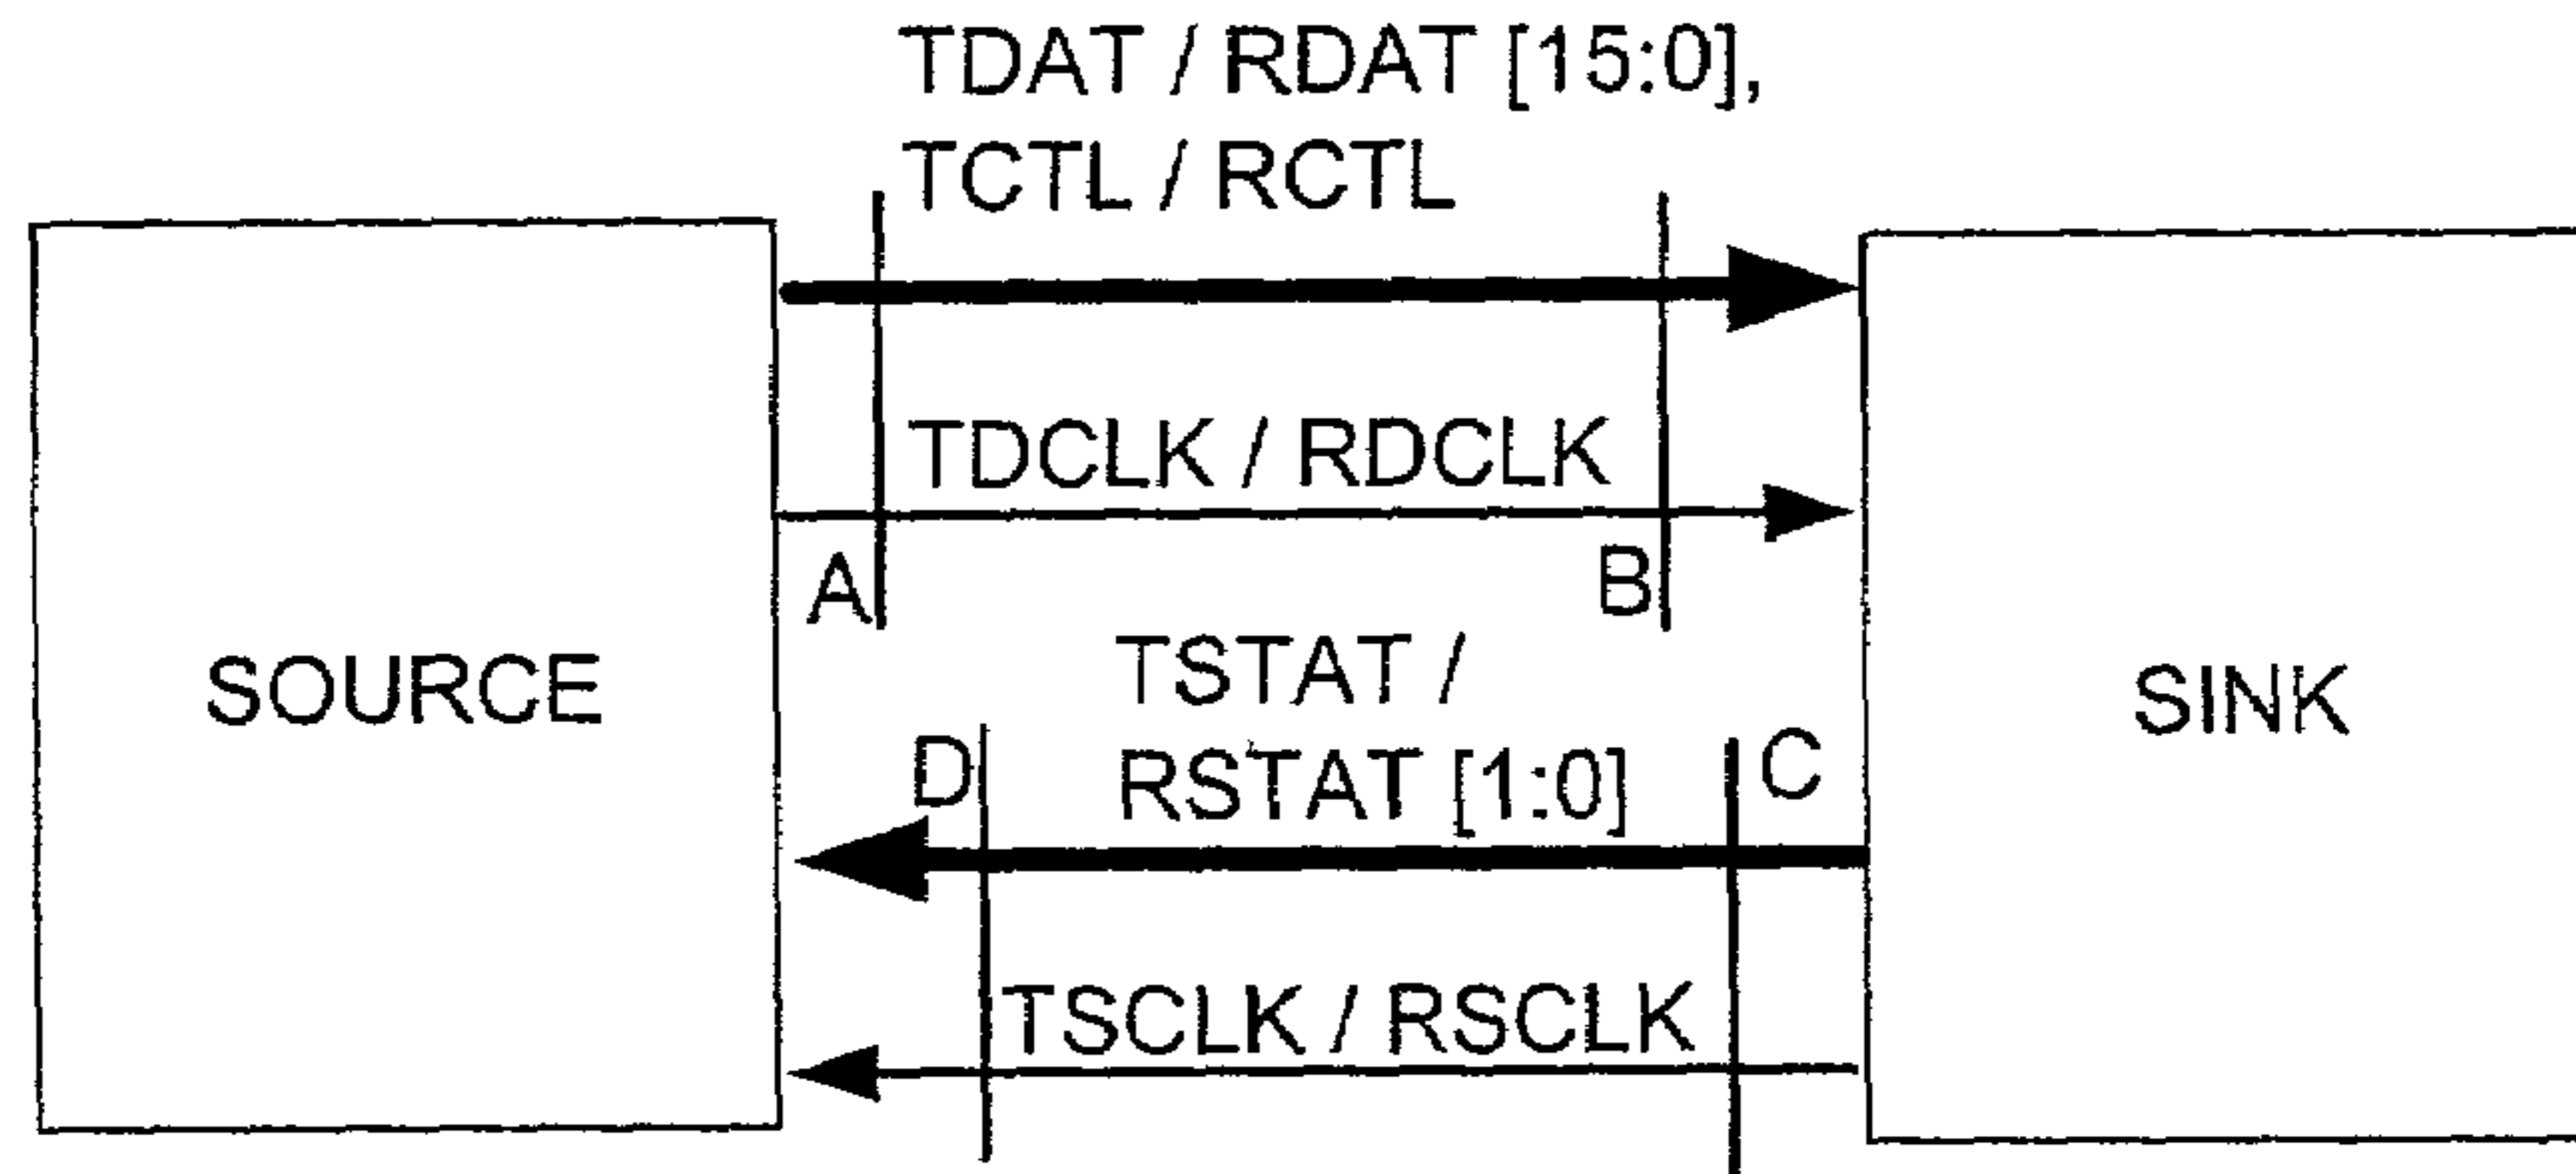 TDAT / RDAT [15:0],
TCTL / RCTL
TDCLK / RDCLK
A
B
SOURCE
TSTAT /
RSTAT [1:0]
D
C
SINK
TSCLK / RSCLK